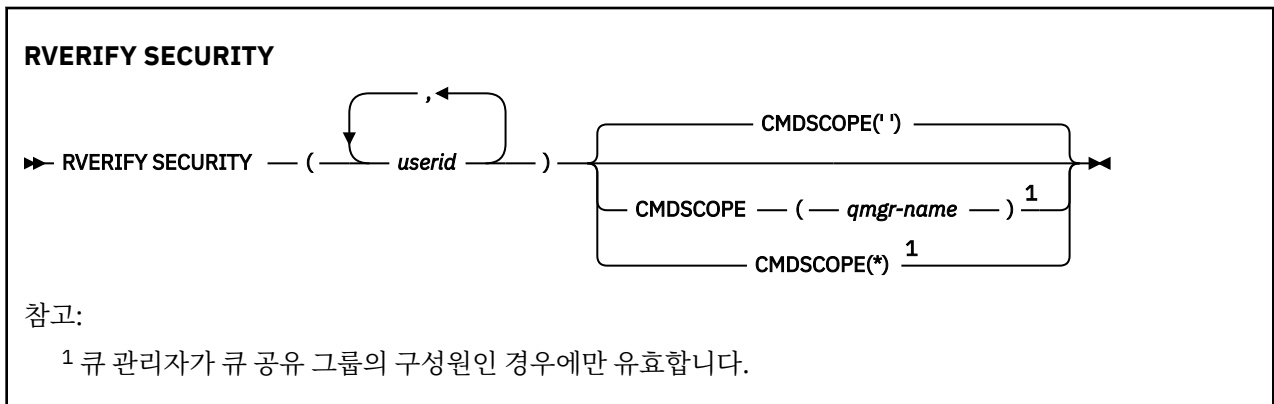 RVERIFY SECURITY
,
CMDSCOPE(' ')
RVERIFY SECURITY ( userid )
CMDSCOPE ( qmgr-name ) 1
CMDSCOPE(*) 1
참고:
1 큐 관리자가 큐 공유 그룹의 구성원인 경우에만 유효합니다.